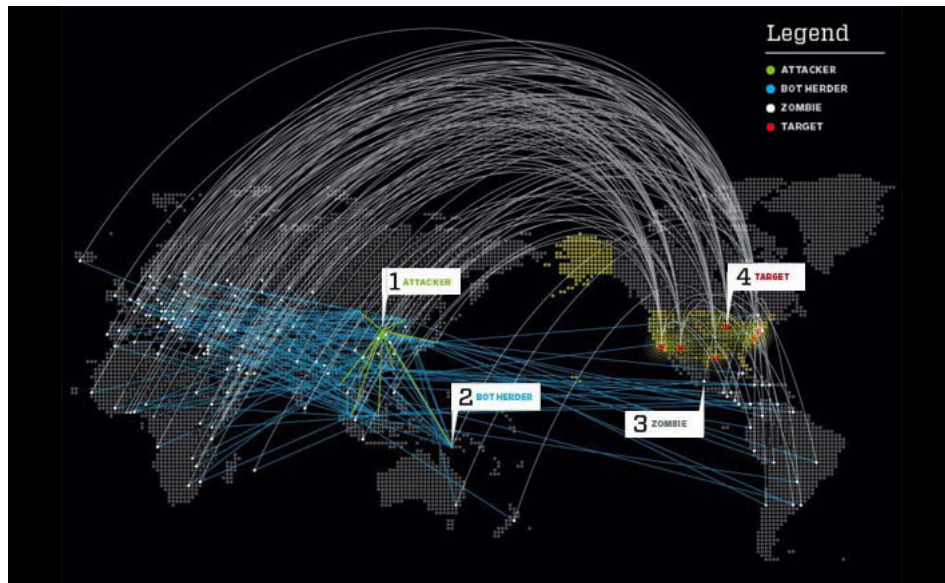 Legend
ATTACKER
BOT HERDER
ZOMBIE
TARGET
1 ATTACKER
4 TARGET
2 BOT HERDER
3 ZOMBIE